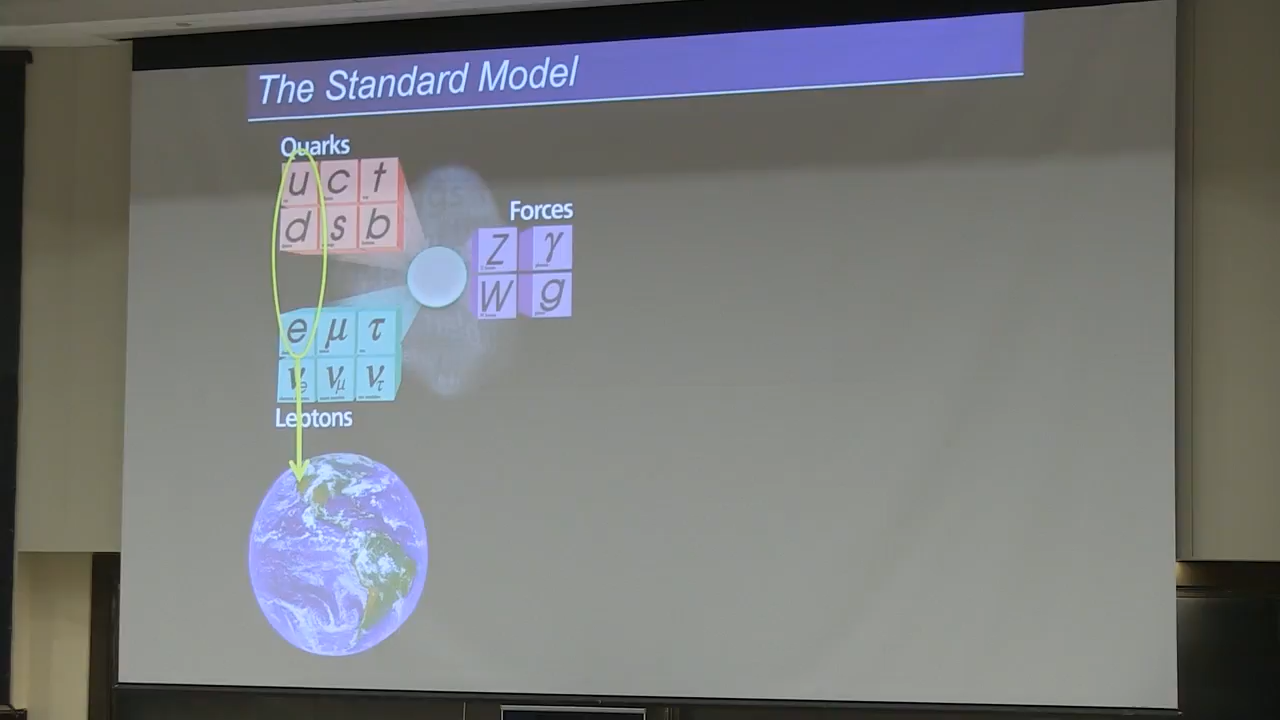 The Standard Model
Quarks
u c t
d s b
Forces
Z γ
W g
e μ τ
νe νμ ντ
Leptons